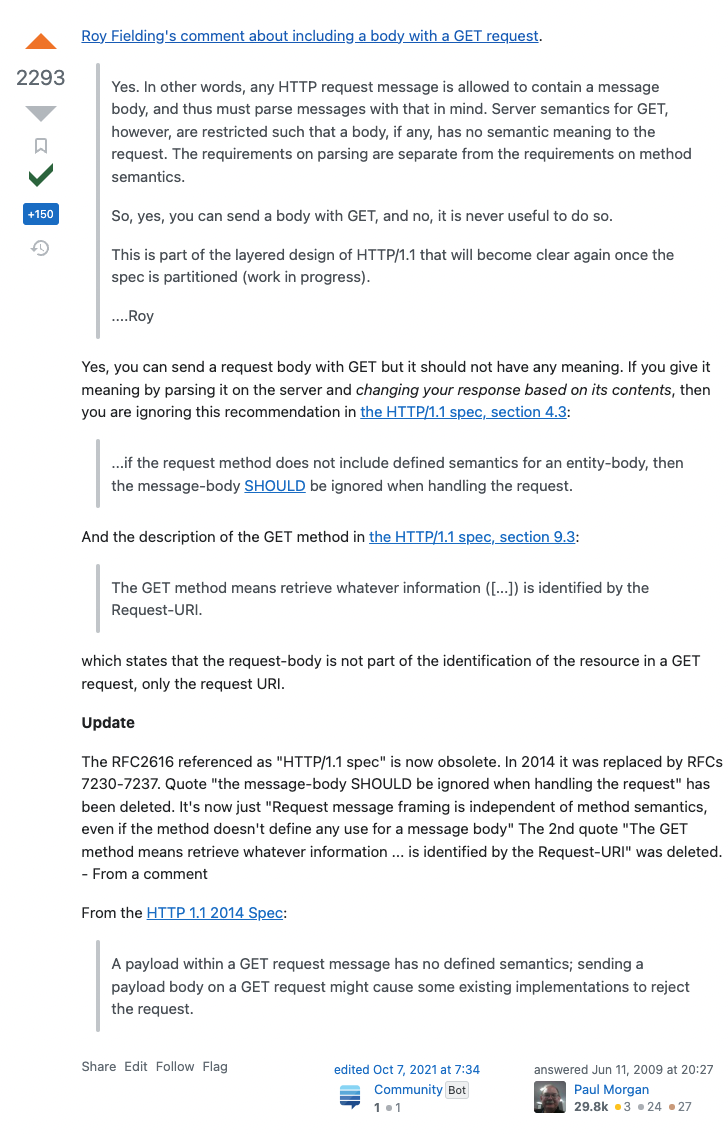 Roy Fielding's comment about including a body with a GET request.
2293
Yes. In other words, any HTTP request message is allowed to contain a message
body, and thus must parse messages with that in mind. Server semantics for GET,
however, are restricted such that a body, if any, has no semantic meaning to the
request. The requirements on parsing are separate from the requirements on method
semantics.
+150
So, yes, you can send a body with GET, and no, it is never useful to do so.
This is part of the layered design of HTTP/1.1 that will become clear again once the
spec is partitioned (work in progress).
....Roy
Yes, you can send a request body with GET but it should not have any meaning. If you give it
meaning by parsing it on the server and changing your response based on its contents, then
you are ignoring this recommendation in the HTTP/1.1 spec, section 4.3:
...if the request method does not include defined semantics for an entity-body, then
the message-body SHOULD be ignored when handling the request.
And the description of the GET method in the HTTP/1.1 spec, section 9.3:
The GET method means retrieve whatever information ([...]) is identified by the
Request-URI.
which states that the request-body is not part of the identification of the resource in a GET
request, only the request URI.
Update
The RFC2616 referenced as "HTTP/1.1 spec" is now obsolete. In 2014 it was replaced by RFCs
7230-7237. Quote "the message-body SHOULD be ignored when handling the request" has
been deleted. It's now just "Request message framing is independent of method semantics,
even if the method doesn't define any use for a message body" The 2nd quote "The GET
method means retrieve whatever information ... is identified by the Request-URI" was deleted.
- From a comment
From the HTTP 1.1 2014 Spec:
A payload within a GET request message has no defined semantics; sending a
payload body on a GET request might cause some existing implementations to reject
the request.
Share Edit Follow Flag
edited Oct 7, 2021 at 7:34
Community Bot
1 1
answered Jun 11, 2009 at 20:27
Paul Morgan
29.8k 3 24 27